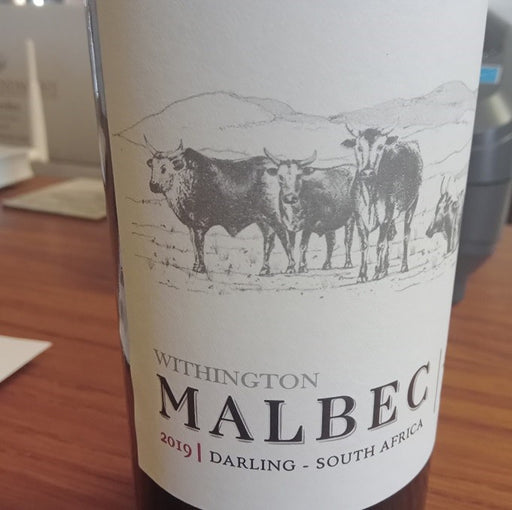 WITHINGTON
MALBEC
2019 | DARLING - SOUTH AFRICA